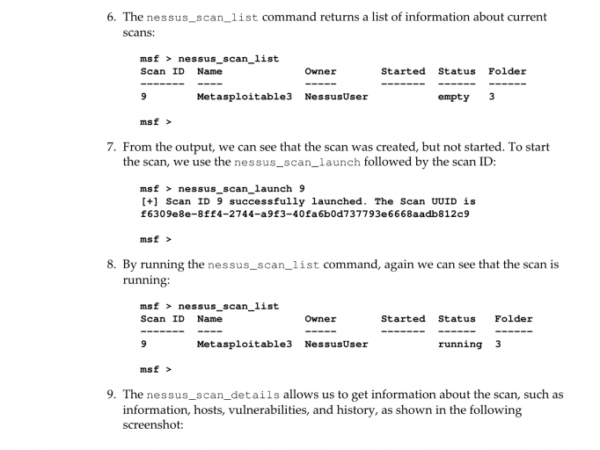 6. The nessus_scan_list command returns a list of information about current
scans:
msf > nessus_scan_list
Scan ID Name Owner Started Status Folder
------- ---- ----- ------- ------ ------
9 Metasploitable3 NessusUser empty 3
msf >
7. From the output, we can see that the scan was created, but not started. To start
the scan, we use the nessus_scan_launch followed by the scan ID:
msf > nessus_scan_launch 9
[+] Scan ID 9 successfully launched. The Scan UUID is
f6309e8e-8ff4-2744-a9f3-40fa6b0d737793e6668aadb812c9
msf >
8. By running the nessus_scan_list command, again we can see that the scan is
running:
msf > nessus_scan_list
Scan ID Name Owner Started Status Folder
------- ---- ----- ------- ------ ------
9 Metasploitable3 NessusUser running 3
msf >
9. The nessus_scan_details allows us to get information about the scan, such as
information, hosts, vulnerabilities, and history, as shown in the following
screenshot: